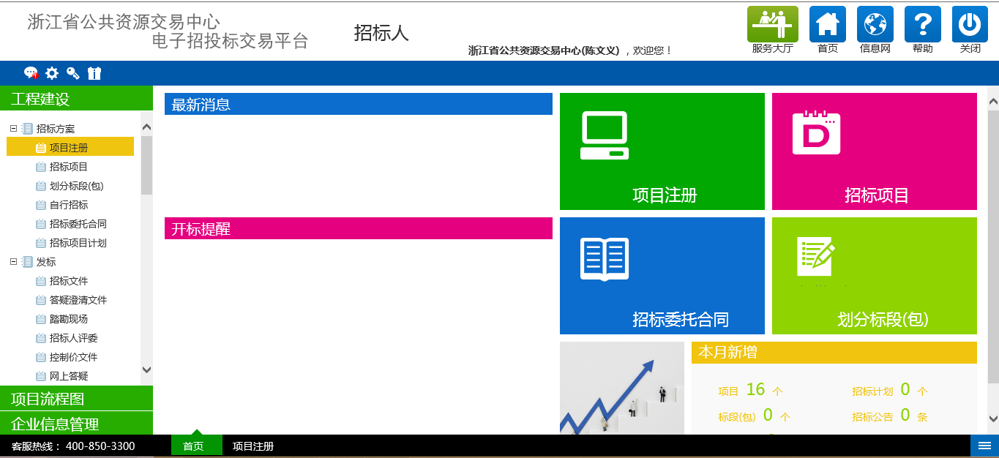 浙江省公共资源交易中心
电子招投标交易平台
招标人
浙江省公共资源交易中心(陈文义) ，欢迎您！
服务大厅
首页
信息网
帮助
关闭
工程建设
招标方案
项目注册
招标项目
划分标段(包)
自行招标
招标委托合同
招标项目计划
发标
招标文件
答疑澄清文件
踏勘现场
招标人评委
控制价文件
网上答疑
项目流程图
企业信息管理
最新消息
开标提醒
项目注册
D
招标项目
招标委托合同
划分标段(包)
本月新增
项目 16 个
招标计划 0 个
标段(包) 0 个
招标公告 0 条
客服热线： 400-850-3300
首页
项目注册